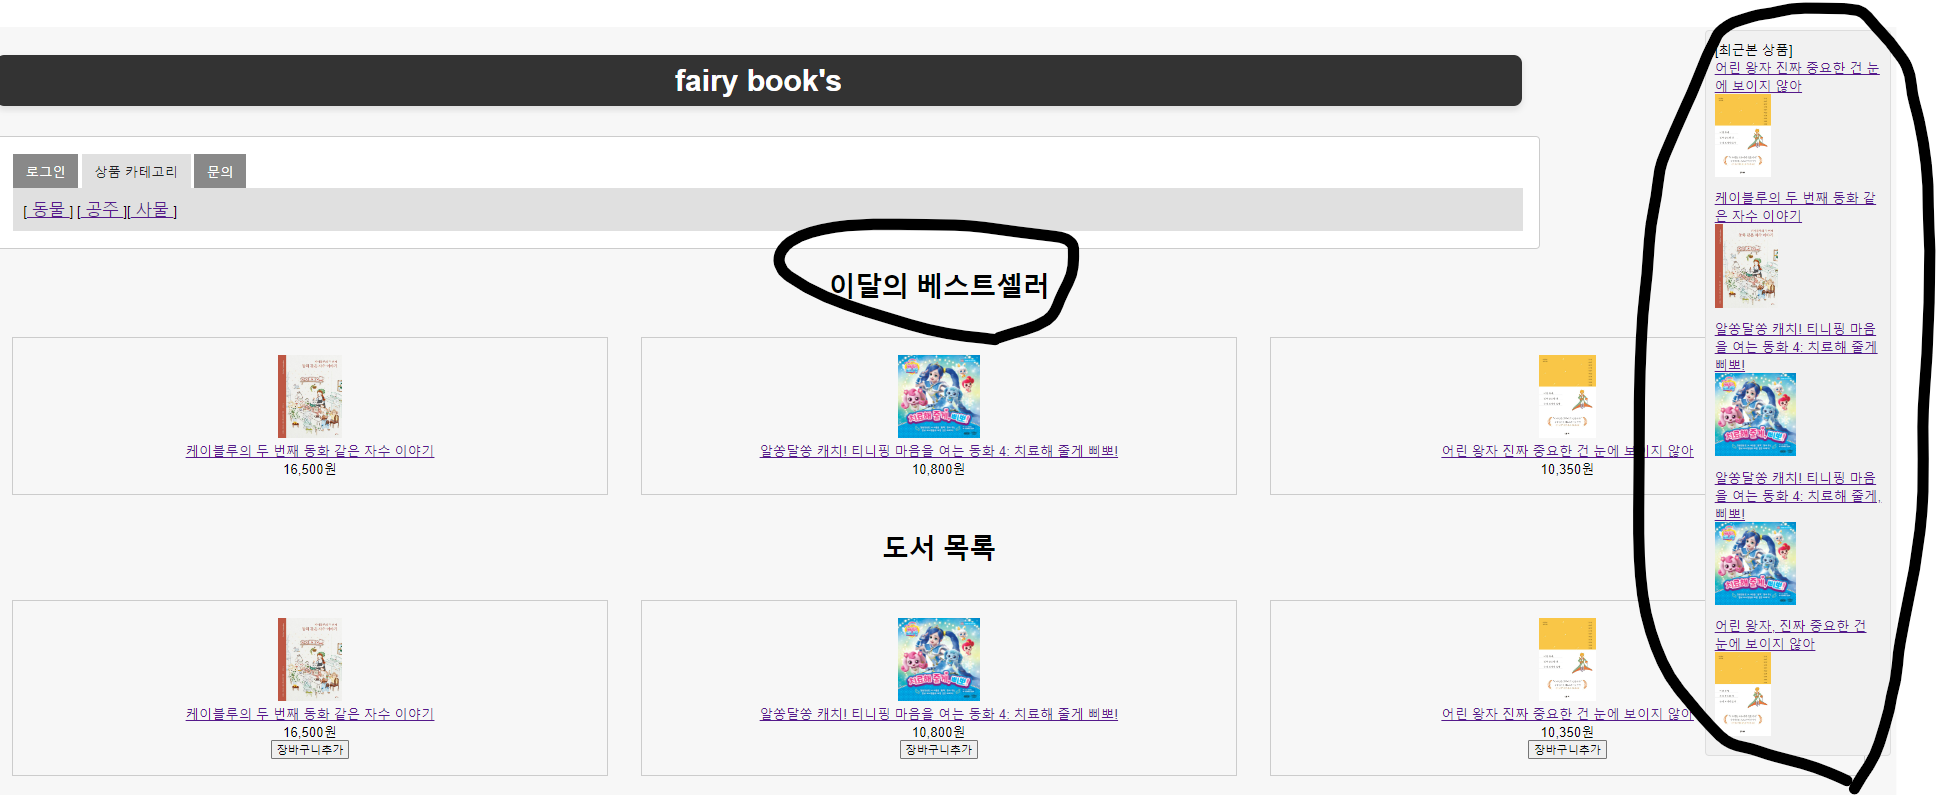 fairy book's
로그인 상품 카테고리 문의
[ 동물 ] [ 공주 ][ 사물 ]
이달의 베스트셀러
케이블루의 두 번째 동화 같은 자수 이야기
16,500원
알쏭달쏭 캐치! 티니핑 마음을 여는 동화 4: 치료해 줄게 삐뽀!
10,800원
어린 왕자 진짜 중요한 건 눈에 보이지 않아
10,350원
도서 목록
케이블루의 두 번째 동화 같은 자수 이야기
16,500원
장바구니추가
알쏭달쏭 캐치! 티니핑 마음을 여는 동화 4: 치료해 줄게 삐뽀!
10,800원
장바구니추가
어린 왕자 진짜 중요한 건 눈에 보이지 않아
10,350원
장바구니추가
[최근본 상품]
어린 왕자 진짜 중요한 건 눈
에 보이지 않아
케이블루의 두 번째 동화 같
은 자수 이야기
알쏭달쏭 캐치! 티니핑 마음
을 여는 동화 4: 치료해 줄게
삐뽀!
알쏭달쏭 캐치! 티니핑 마음
을 여는 동화 4: 치료해 줄게,
삐뽀!
어린 왕자, 진짜 중요한 건
눈에 보이지 않아